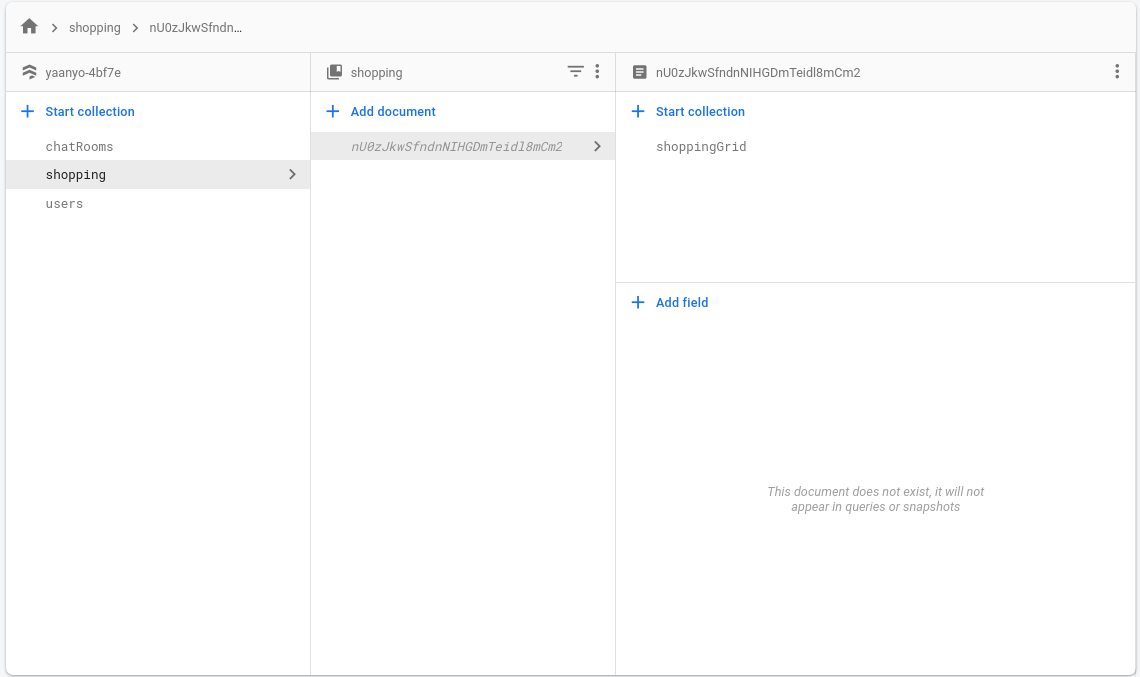 shopping
nU0zJkwSfndn...
yaanyo-4bf7e
shopping
nU0zJkwSfndnNIHGDmTeidl8mCm2
Start collection
Add document
Start collection
chatRooms
nU0zJkwSfndnNIHGDmTeidl8mCm2
shoppingGrid
shopping
users
Add field
This document does not exist, it will not
appear in queries or snapshots